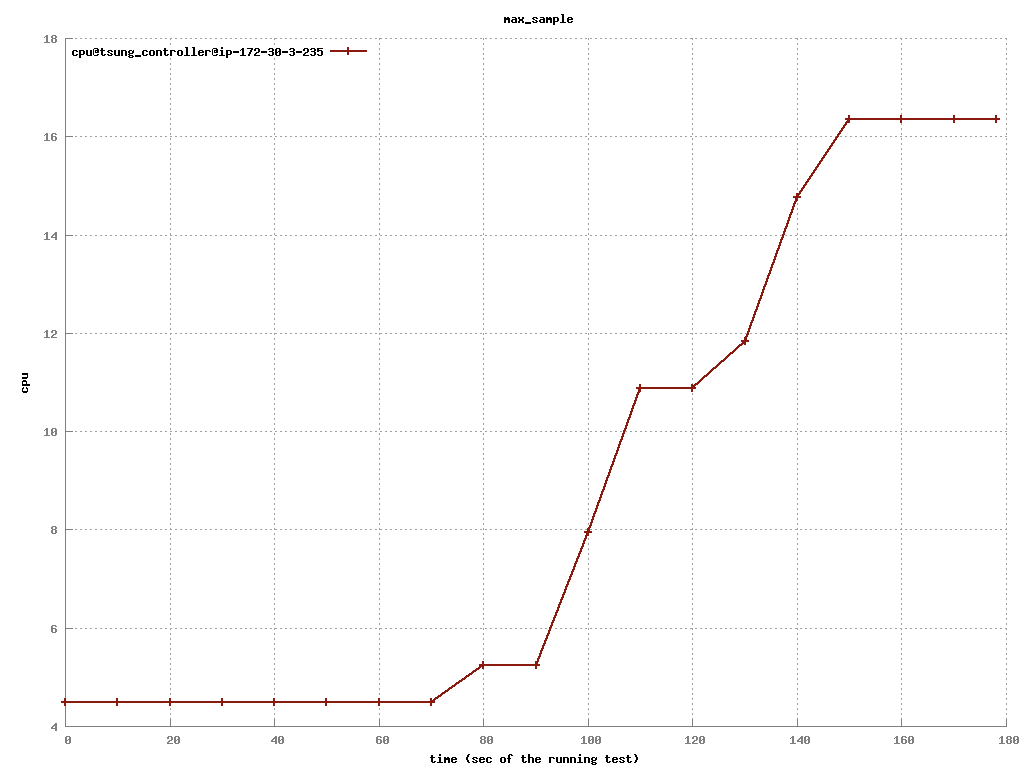 max_sample
18
cpu@tsung_controller@ip-172-30-3-235
16
14
12
cpu
10
8
6
4
0 20 40 60 80 100 120 140 160 180
time (sec of the running test)